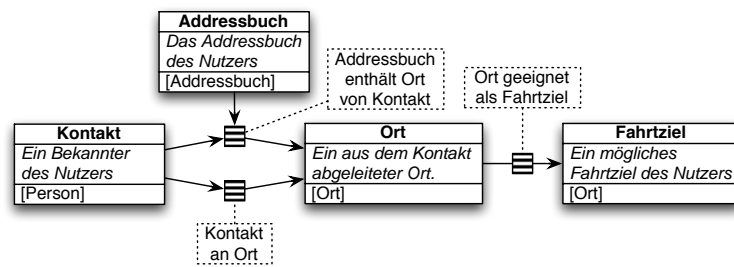 Addressbuch
Das Addressbuch
des Nutzers
[Addressbuch]
Addressbuch
enthält Ort
von Kontakt
Ort geeignet
als Fahrtziel
Kontakt
Ein Bekannter
des Nutzers
[Person]
Ort
Ein aus dem Kontakt
abgeleiteter Ort.
[Ort]
Fahrtziel
Ein mögliches
Fahrtziel des Nutzers
[Ort]
Kontakt
an Ort